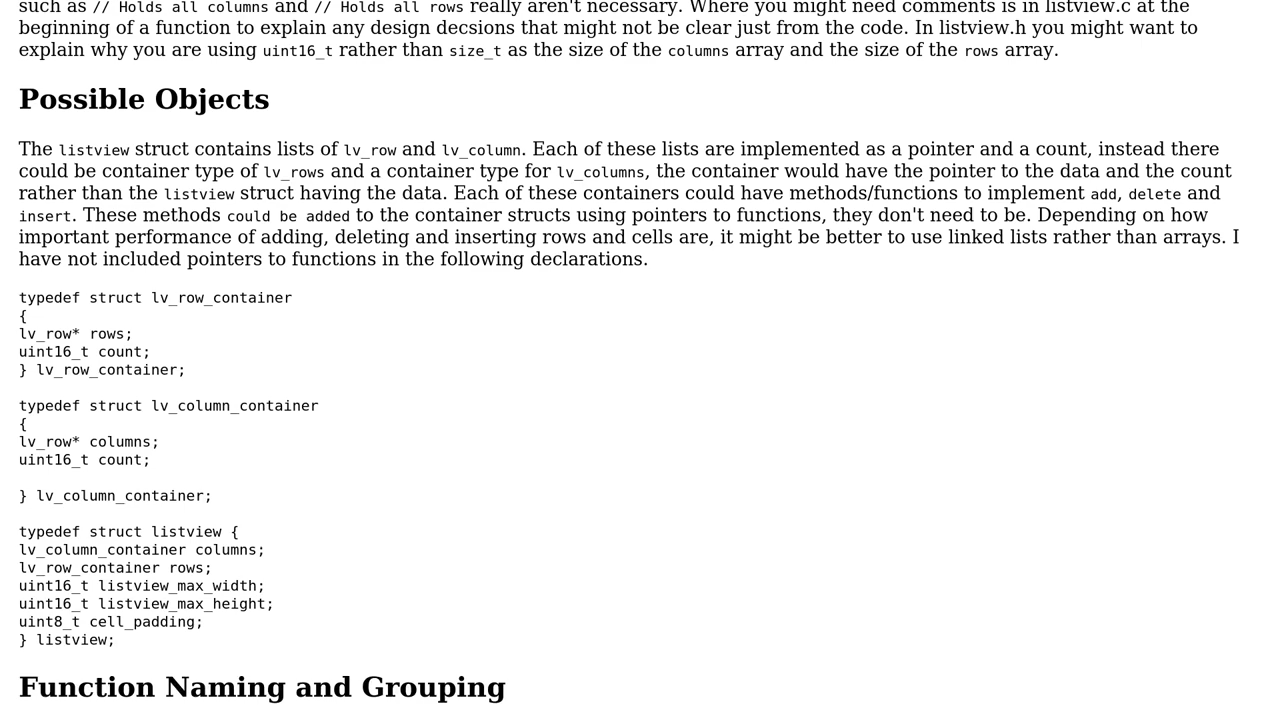 such as // Holds all columns and // Holds all rows really aren't necessary. Where you might need comments is in listview.c at the
beginning of a function to explain any design decsions that might not be clear just from the code. In listview.h you might want to
explain why you are using uint16_t rather than size_t as the size of the columns array and the size of the rows array.
Possible Objects
The listview struct contains lists of lv_row and lv_column. Each of these lists are implemented as a pointer and a count, instead there
could be container type of lv_rows and a container type for lv_columns, the container would have the pointer to the data and the count
rather than the listview struct having the data. Each of these containers could have methods/functions to implement add, delete and
insert. These methods could be added to the container structs using pointers to functions, they don't need to be. Depending on how
important performance of adding, deleting and inserting rows and cells are, it might be better to use linked lists rather than arrays. I
have not included pointers to functions in the following declarations.
typedef struct lv_row_container
{
lv_row* rows;
uint16_t count;
} lv_row_container;
typedef struct lv_column_container
{
lv_row* columns;
uint16_t count;
} lv_column_container;
typedef struct listview {
lv_column_container columns;
lv_row_container rows;
uint16_t listview_max_width;
uint16_t listview_max_height;
uint8_t cell_padding;
} listview;
Function Naming and Grouping